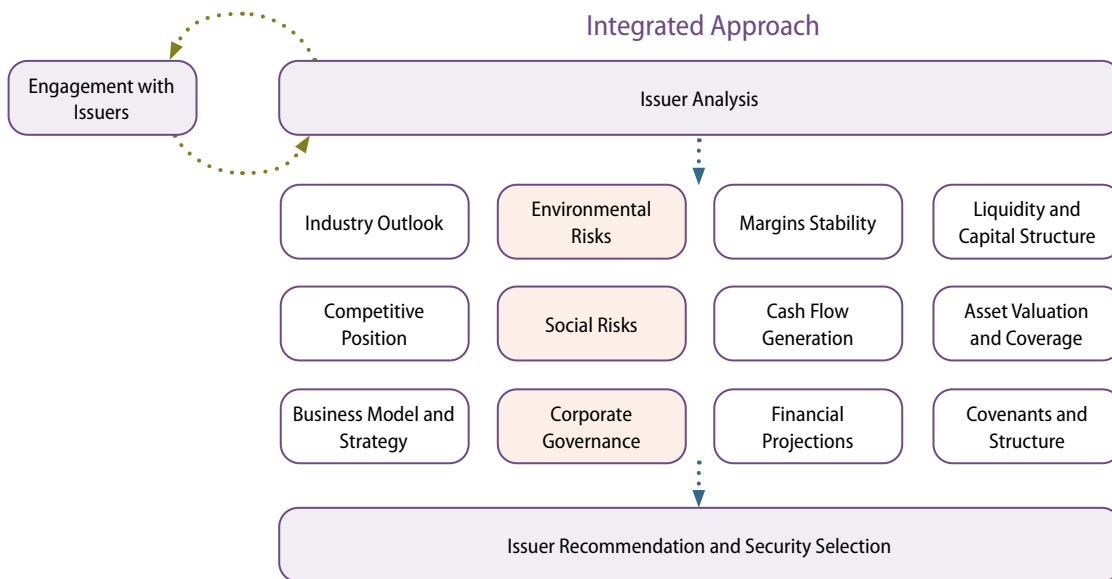 Integrated Approach
Engagement with
Issuers
Issuer Analysis
Industry Outlook
Environmental
Risks
Margins Stability
Liquidity and
Capital Structure
Competitive
Position
Social Risks
Cash Flow
Generation
Asset Valuation
and Coverage
Business Model and
Strategy
Corporate
Governance
Financial
Projections
Covenants and
Structure
Issuer Recommendation and Security Selection